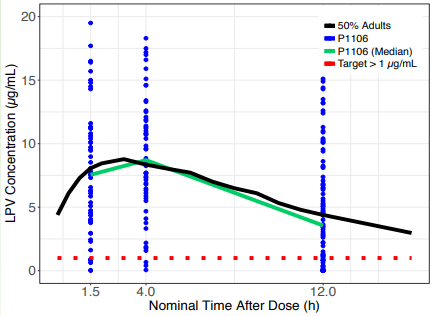 20
15
10
5
0
LPV Concentration (µg/mL)
50% Adults
P1106
P1106 (Median)
Target > 1 µg/mL
1.5 4.0 12.0
Nominal Time After Dose (h)